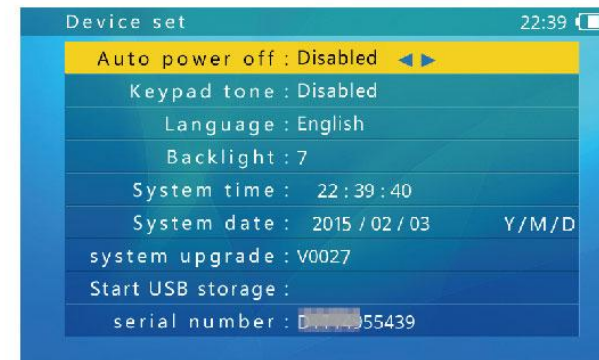 Device set 22:39
Auto power off : Disabled
Keypad tone : Disabled
Language : English
Backlight : 7
System time : 22 : 39 : 40
System date : 2015 / 02 / 03 Y/M/D
system upgrade : V0027
Start USB storage :
serial number : 55439